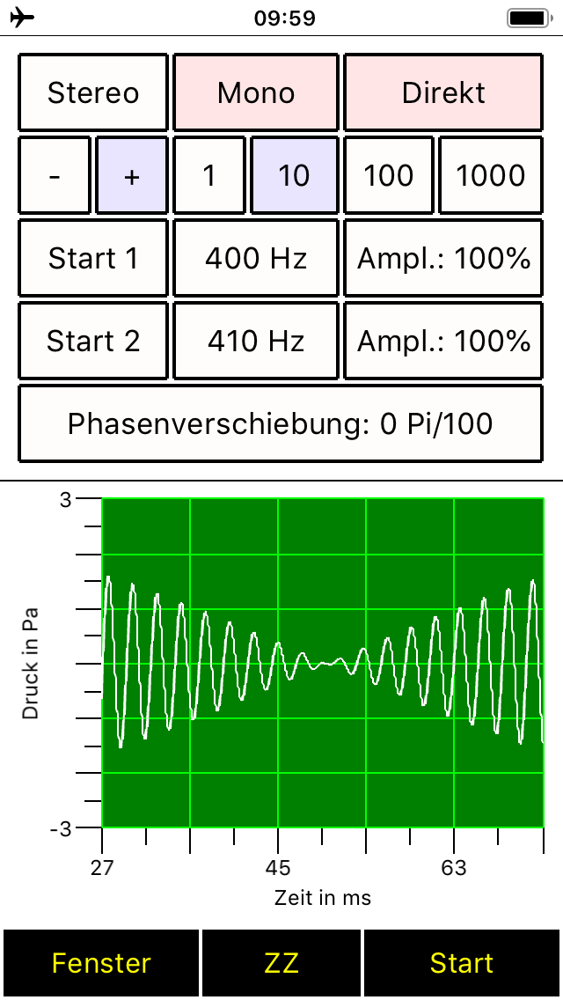 09:59
Stereo Mono Direkt
- + 1 10 100 1000
Start 1 400 Hz Ampl.: 100%
Start 2 410 Hz Ampl.: 100%
Phasenverschiebung: 0 Pi/100
3
Druck in Pa
-3
27 45 63
Zeit in ms
Fenster ZZ Start